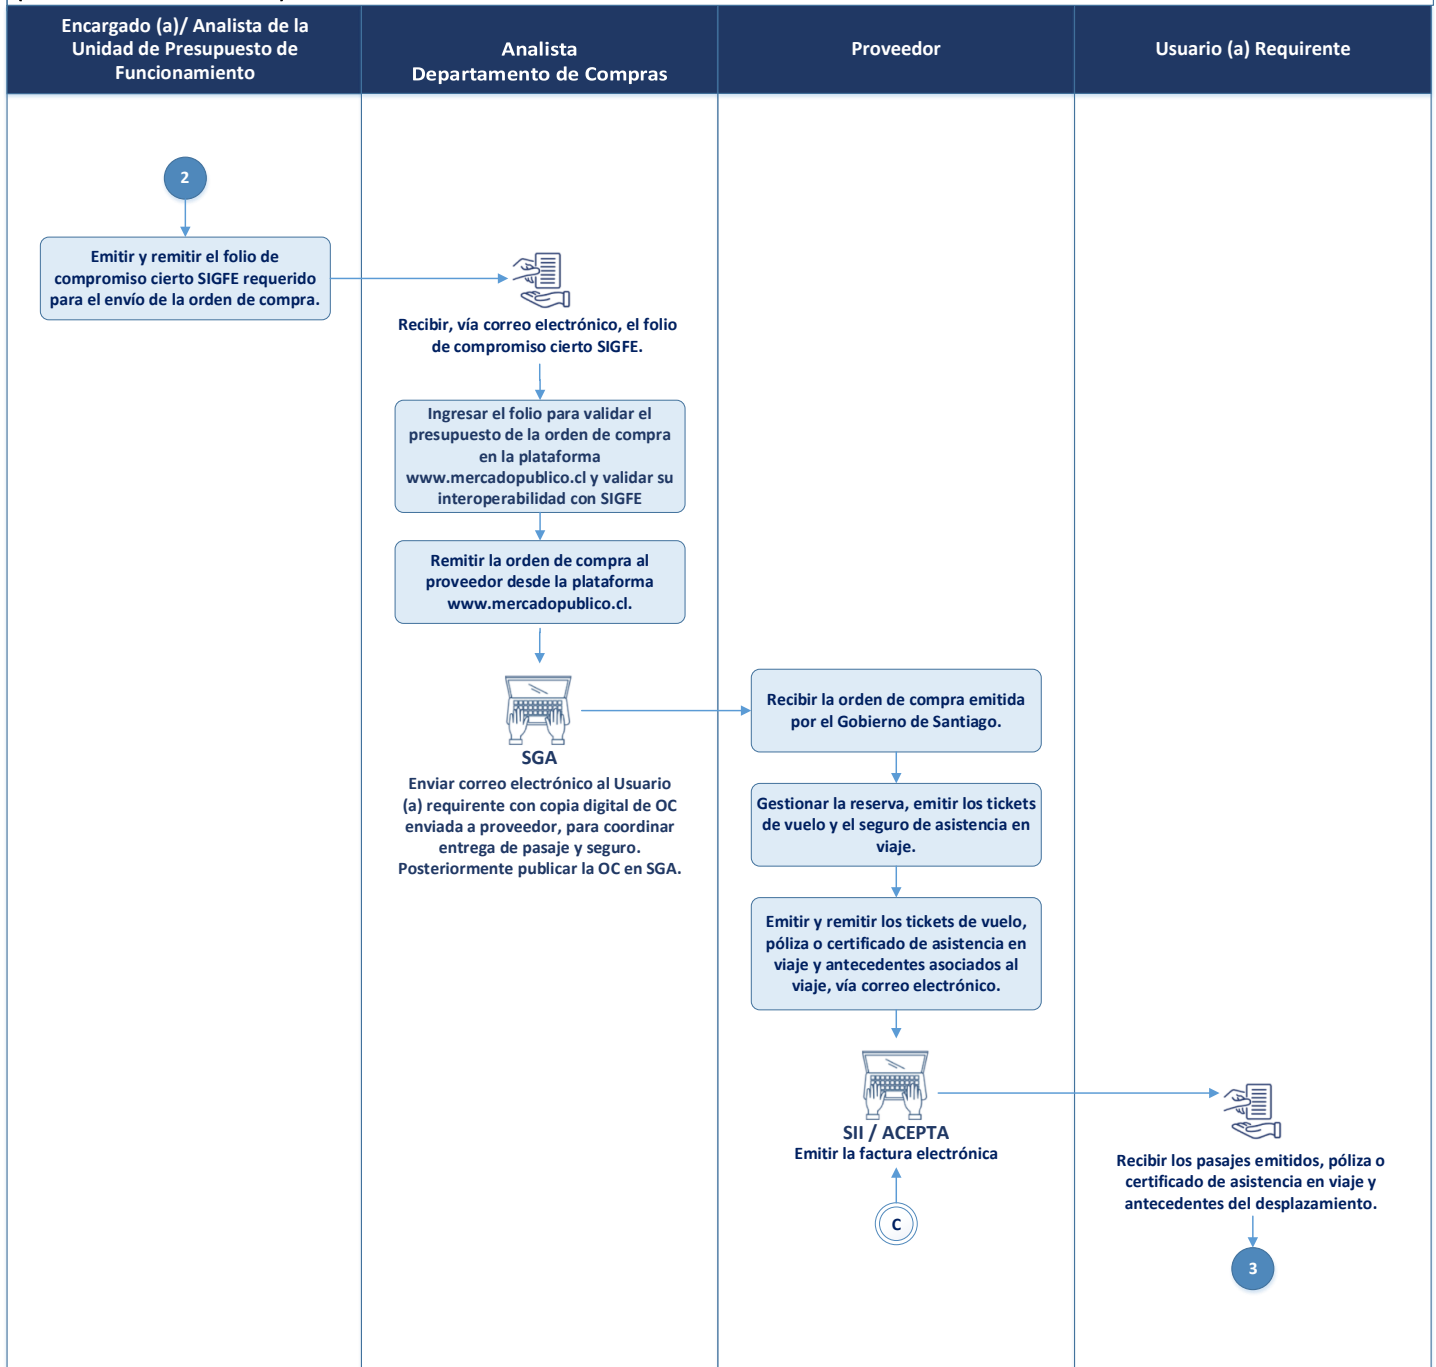 Encargado (a)/ Analista de la
Unidad de Presupuesto de
Funcionamiento
Analista
Departamento de Compras
Proveedor
Usuario (a) Requirente
2
Emitir y remitir el folio de
compromiso cierto SIGFE requerido
para el envío de la orden de compra.
Recibir, vía correo electrónico, el folio
de compromiso cierto SIGFE.
Ingresar el folio para validar el
presupuesto de la orden de compra
en la plataforma
www.mercadopublico.cl y validar su
interoperabilidad con SIGFE
Remitir la orden de compra al
proveedor desde la plataforma
www.mercadopublico.cl.
SGA
Enviar correo electrónico al Usuario
(a) requirente con copia digital de OC
enviada a proveedor, para coordinar
entrega de pasaje y seguro.
Posteriormente publicar la OC en SGA.
Recibir la orden de compra emitida
por el Gobierno de Santiago.
Gestionar la reserva, emitir los tickets
de vuelo y el seguro de asistencia en
viaje.
Emitir y remitir los tickets de vuelo,
póliza o certificado de asistencia en
viaje y antecedentes asociados al
viaje, vía correo electrónico.
SII / ACEPTA
Emitir la factura electrónica
C
Recibir los pasajes emitidos, póliza o
certificado de asistencia en viaje y
antecedentes del desplazamiento.
3